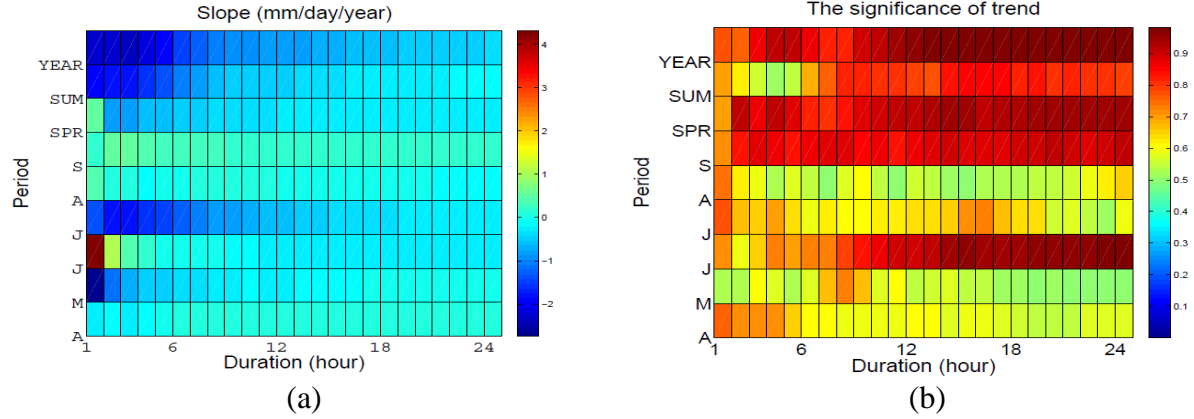 Slope (mm/day/year)
YEAR
SUM
SPR
S
A
J
J
M
A
Period
1 6 12 18 24
Duration (hour)
4
3
2
1
0
-1
-2
(a)
The significance of trend
YEAR
SUM
SPR
S
A
J
J
M
A
Period
1 6 12 18 24
Duration (hour)
0.9
0.8
0.7
0.6
0.5
0.4
0.3
0.2
0.1
(b)